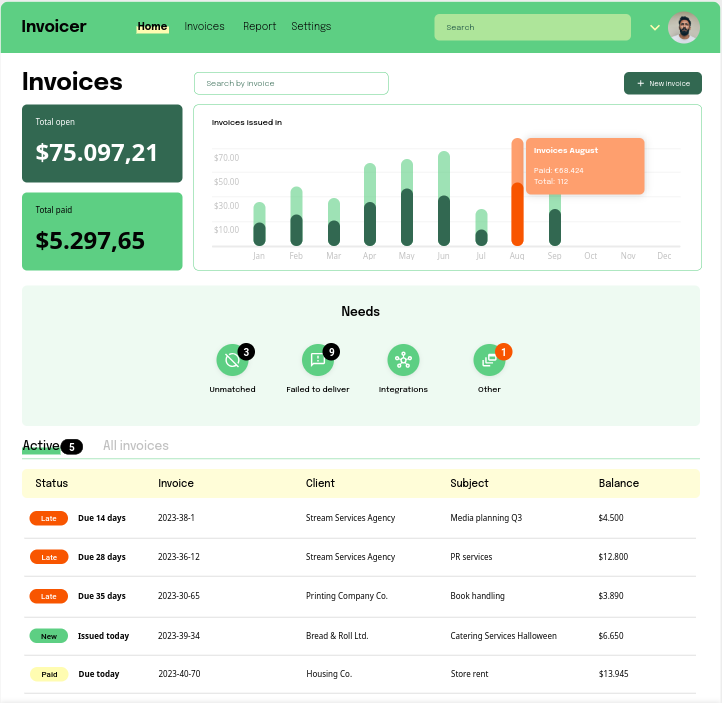 Invoicer
Home Invoices Report Settings
Search
Invoices
Search by invoice
New invoice
Total open
$75.097,21
Total paid
$5.297,65
Invoices issued in
$70.00
$50.00
$30.00
$10.00
Jan Feb Mar Apr May Jun Jul Aug Sep Oct Nov Dec
Invoices August
Paid: €68.424
Total: 112
Needs
3 9 1
Unmatched Failed to deliver Integrations Other
Active 5 All invoices
Status Invoice Client Subject Balance
Late Due 14 days 2023-38-1 Stream Services Agency Media planning Q3 $4.500
Late Due 28 days 2023-36-12 Stream Services Agency PR services $12.800
Late Due 35 days 2023-30-65 Printing Company Co. Book handling $3.890
New Issued today 2023-39-34 Bread & Roll Ltd. Catering Services Halloween $6.650
Paid Due today 2023-40-70 Housing Co. Store rent $13.945